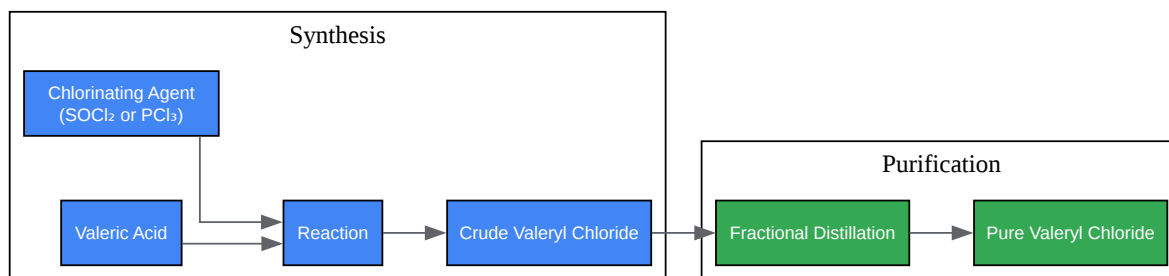 Synthesis
Chlorinating Agent
(SOCl₂ or PCl₃)
Valeric Acid
Reaction
Crude Valeryl Chloride
Purification
Fractional Distillation
Pure Valeryl Chloride